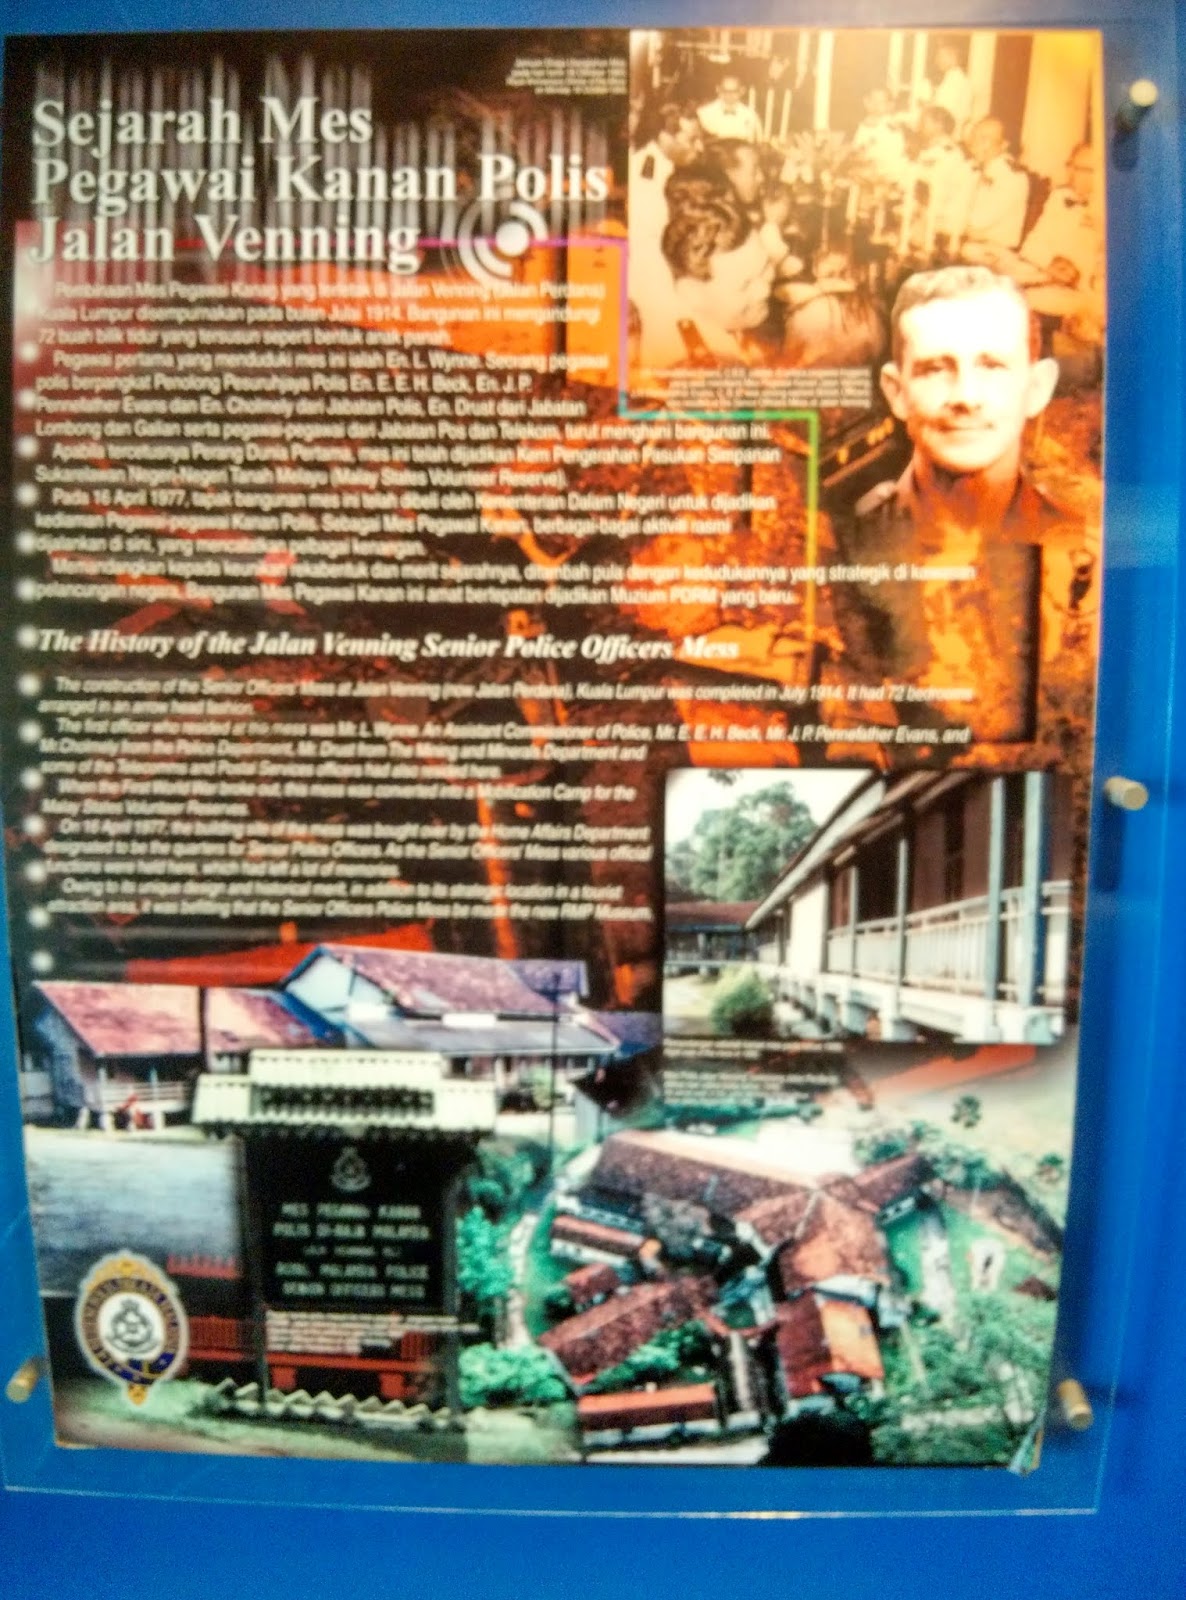 Sejarah Mes
Pegawai Kanan Polis
Jalan Venning
Pembinaan Mes Pegawai Kanan yang terletak di Jalan Venning (Jalan Perdana)
Kuala Lumpur disempurnakan pada bulan Julai 1914. Bangunan ini mengandungi
72 buah bilik tidur yang tersusun seperti bentuk anak panah.
Pegawai pertama yang menduduki mes ini ialah En. L. Wynne. Seorang pegawai
polis berpangkat Penolong Pesuruhjaya Polis En. E. E. H. Beck, En. J. P.
Pennefather Evans dan En. Cholmely dari Jabatan Polis, En. Drust dari Jabatan
Lombong dan Galian serta pegawai-pegawai dari Jabatan Pos dan Telekom, turut menghuni bangunan ini.
Apabila tercetusnya Perang Dunia Pertama, mes ini telah dijadikan Kem Pengerahan Pasukan Simpanan
Sukarelawan Negeri-Negeri Tanah Melayu (Malay States Volunteer Reserve).
Pada 16 April 1977, tapak bangunan mes ini telah dibeli oleh Kementerian Dalam Negeri untuk dijadikan
kediaman Pegawai-pegawai Kanan Polis. Sebagai Mes Pegawai Kanan, berbagai-bagai aktiviti rasmi
dijalankan di sini, yang mencatatkan pelbagai kenangan.
Memandangkan kepada keunikan rekabentuk dan merit sejarahnya, ditambah pula dengan kedudukannya yang strategik di kawasan
pelancungan negara, Bangunan Mes Pegawai Kanan ini amat bertepatan dijadikan Muzium PDRM yang baru.
The History of the Jalan Venning Senior Police Officers Mess
The construction of the Senior Officers' Mess at Jalan Venning (now Jalan Perdana), Kuala Lumpur was completed in July 1914. It had 72 bedrooms
arranged in an arrow head fashion.
The first officer who resided at the mess was Mr. L. Wynne. An Assistant Commissioner of Police, Mr. E. E. H. Beck, Mr. J. P. Pennefather Evans, and
Mr. Cholmely from the Police Department, Mr. Drust from The Mining and Minerals Department and
some of the Telecoms and Postal Services officers had also resided here.
When the First World War broke out, this mess was converted into a Mobilization Camp for the
Malay States Volunteer Reserves.
On 16 April 1977, the building site of the mess was bought over by the Home Affairs Department
designated to be the quarters for Senior Police Officers. As the Senior Officers' Mess various official
functions were held here, which had left a lot of memories.
Owing to its unique design and historical merit, in addition to its strategic location in a tourist
attraction area, it was befitting that the Senior Officers Police Mess be made the new RMP Museum.
MES PEGAWAI KANAN
POLIS DI-RAJA MALAYSIA
ROYAL MALAYSIA POLICE
SENIOR OFFICERS MESS